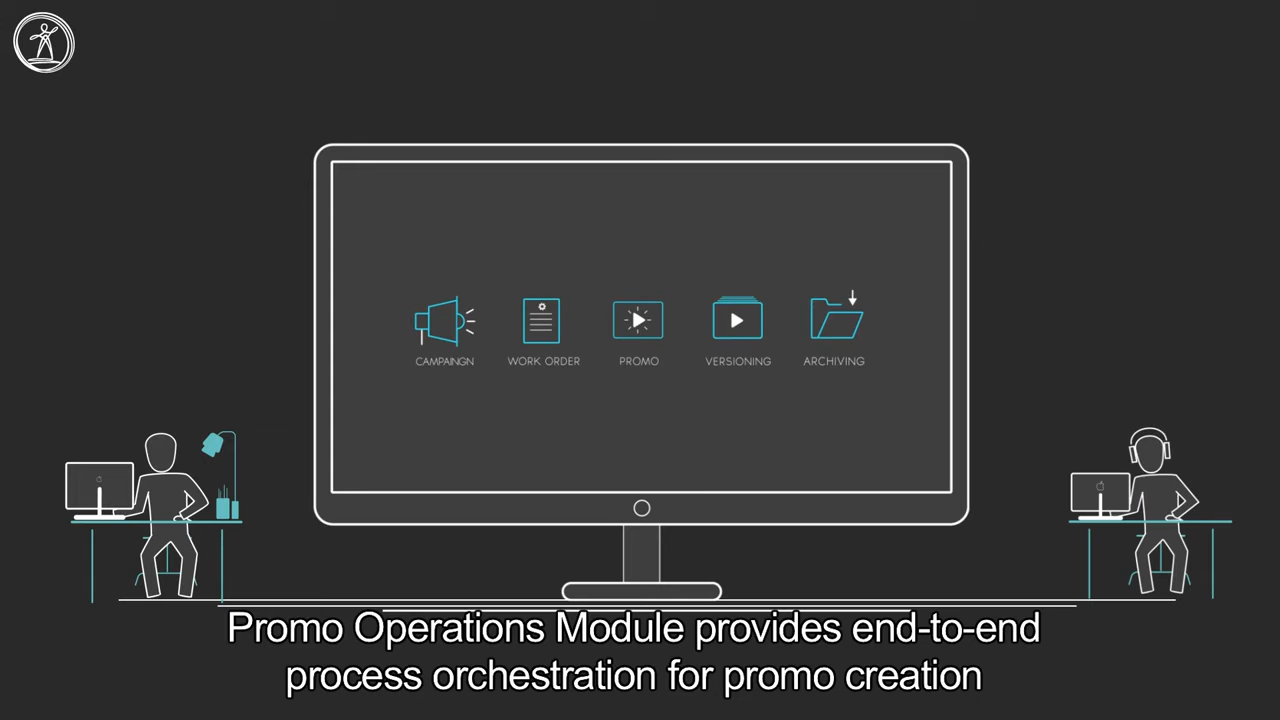 CAMPAINGN WORK ORDER PROMO VERSIONING ARCHIVING
Promo Operations Module provides end-to-end
process orchestration for promo creation